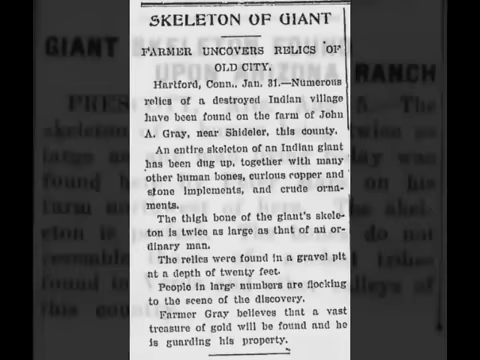 SKELETON OF GIANT
FARMER UNCOVERS RELICS OF
OLD CITY.
Hartford, Conn., Jan. 31.—Numerous
relics of a destroyed Indian village
have been found on the farm of John
A. Gray, near Shideler, this county.
An entire skeleton of an Indian giant
has been dug up, together with many
other human bones, curious copper and
stone implements, and crude orna-
ments.
The thigh bone of the giant's skele-
ton is twice as large as that of an or-
dinary man.
The relics were found in a gravel pit
at a depth of twenty feet.
People in large numbers are flocking
to the scene of the discovery.
Farmer Gray believes that a vast
treasure of gold will be found and he
is guarding his property.
GIANT SKELETON FOUND
UPON ARIZONA RANCH